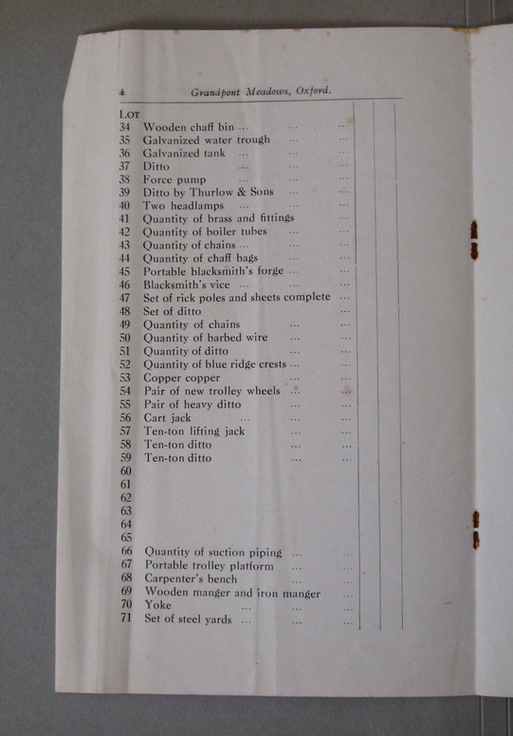 4 Grandpont Meadows, Oxford.
LOT
34 Wooden chaff bin ... ... ...
35 Galvanized water trough ... ...
36 Galvanized tank ... ... ...
37 Ditto ... ... ...
38 Force pump ... ... ...
39 Ditto by Thurlow & Sons ... ...
40 Two headlamps ... ... ...
41 Quantity of brass and fittings ...
42 Quantity of boiler tubes ... ...
43 Quantity of chains ... ... ...
44 Quantity of chaff bags ... ...
45 Portable blacksmith's forge ... ...
46 Blacksmith's vice ... ... ...
47 Set of rick poles and sheets complete ...
48 Set of ditto ...
49 Quantity of chains ... ...
50 Quantity of barbed wire ... ...
51 Quantity of ditto ... ...
52 Quantity of blue ridge crests ... ...
53 Copper copper ... ...
54 Pair of new trolley wheels ... ...
55 Pair of heavy ditto ... ...
56 Cart jack ... ... ...
57 Ten-ton lifting jack ... ...
58 Ten-ton ditto ... ...
59 Ten-ton ditto ... ...
60
61
62
63
64
65
66 Quantity of suction piping ... ...
67 Portable trolley platform ... ...
68 Carpenter's bench ... ...
69 Wooden manger and iron manger ...
70 Yoke ... ... ...
71 Set of steel yards ... ... ...